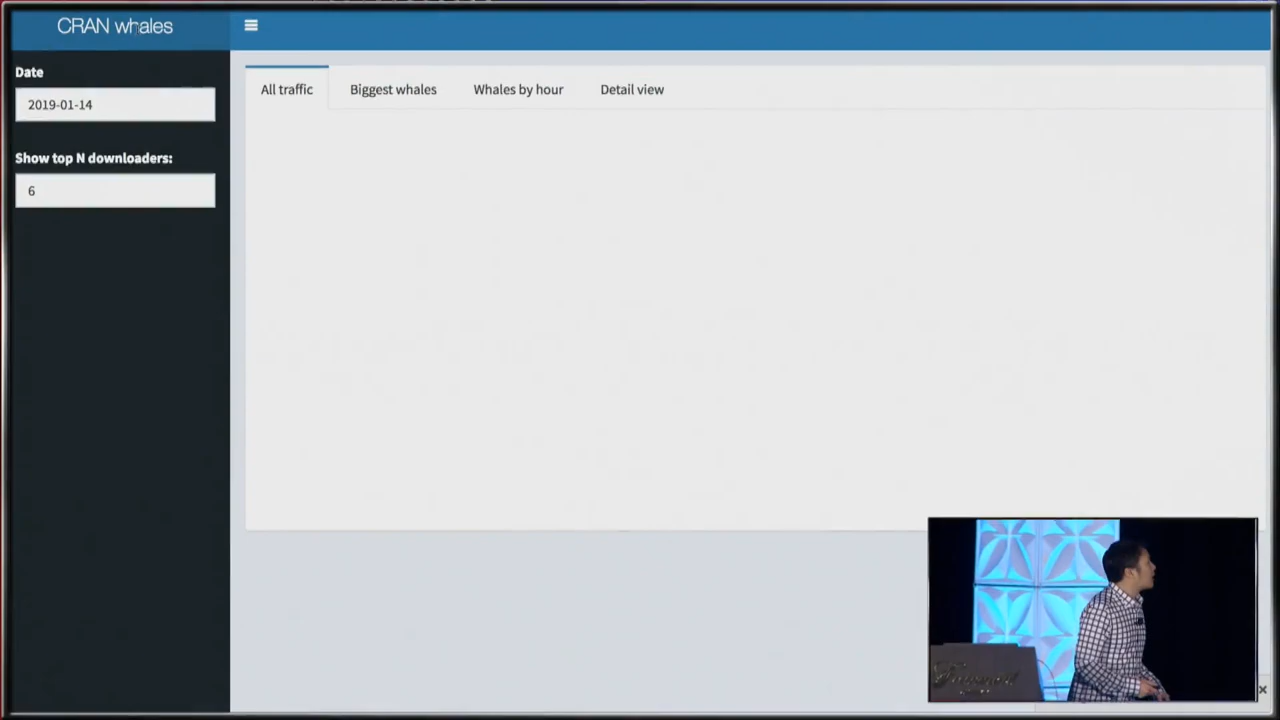 CRAN whales
Date
2019-01-14
Show top N downloaders:
6
All traffic
Biggest whales
Whales by hour
Detail view